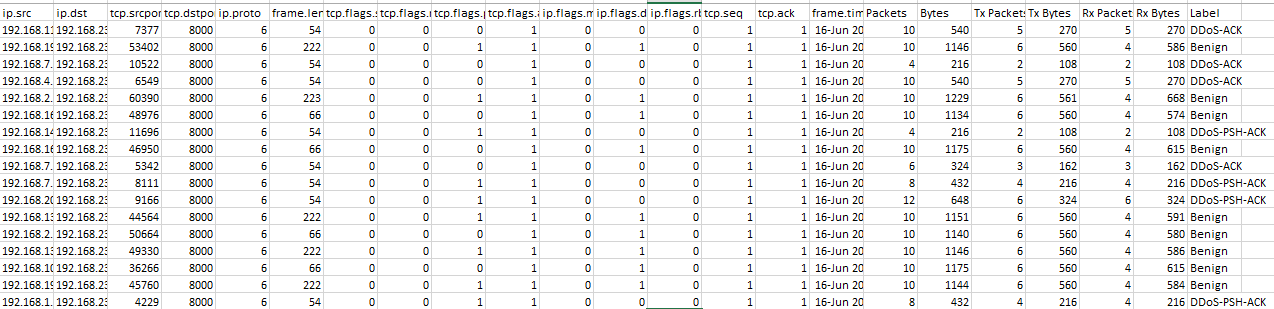 ip.src ip.dst tcp.srcpor tcp.dstpo ip.proto frame.len tcp.flags.s tcp.flags.r tcp.flags.p tcp.flags.a ip.flags.m ip.flags.d ip.flags.rl tcp.seq tcp.ack frame.tim Packets Bytes Tx Packets Tx Bytes Rx Packet Rx Bytes Label
192.168.11 192.168.23 7377 8000 6 54 0 0 0 1 0 0 0 1 1 16-Jun 20 10 540 5 270 5 270 DDoS-ACK
192.168.19 192.168.23 53402 8000 6 222 0 0 1 1 0 1 0 1 1 16-Jun 20 10 1146 6 560 4 586 Benign
192.168.7. 192.168.23 10522 8000 6 54 0 0 0 1 0 0 0 1 1 16-Jun 20 4 216 2 108 2 108 DDoS-ACK
192.168.4. 192.168.23 6549 8000 6 54 0 0 0 1 0 0 0 1 1 16-Jun 20 10 540 5 270 5 270 DDoS-ACK
192.168.2. 192.168.23 60390 8000 6 223 0 0 1 1 0 1 0 1 1 16-Jun 20 10 1229 6 561 4 668 Benign
192.168.16 192.168.23 48976 8000 6 66 0 0 0 1 0 1 0 1 1 16-Jun 20 10 1134 6 560 4 574 Benign
192.168.14 192.168.23 11696 8000 6 54 0 0 1 1 0 0 0 1 1 16-Jun 20 4 216 2 108 2 108 DDoS-PSH-ACK
192.168.16 192.168.23 46950 8000 6 66 0 0 0 1 0 1 0 1 1 16-Jun 20 10 1175 6 560 4 615 Benign
192.168.7. 192.168.23 5342 8000 6 54 0 0 0 1 0 0 0 1 1 16-Jun 20 6 324 3 162 3 162 DDoS-ACK
192.168.7. 192.168.23 8111 8000 6 54 0 0 1 1 0 0 0 1 1 16-Jun 20 8 432 4 216 4 216 DDoS-PSH-ACK
192.168.20 192.168.23 9166 8000 6 54 0 0 1 1 0 0 0 1 1 16-Jun 20 12 648 6 324 6 324 DDoS-PSH-ACK
192.168.13 192.168.23 44564 8000 6 222 0 0 1 1 0 1 0 1 1 16-Jun 20 10 1151 6 560 4 591 Benign
192.168.2. 192.168.23 50664 8000 6 66 0 0 0 1 0 1 0 1 1 16-Jun 20 10 1140 6 560 4 580 Benign
192.168.13 192.168.23 49330 8000 6 222 0 0 1 1 0 1 0 1 1 16-Jun 20 10 1146 6 560 4 586 Benign
192.168.10 192.168.23 36266 8000 6 66 0 0 0 1 0 1 0 1 1 16-Jun 20 10 1175 6 560 4 615 Benign
192.168.19 192.168.23 45760 8000 6 222 0 0 1 1 0 1 0 1 1 16-Jun 20 10 1144 6 560 4 584 Benign
192.168.1. 192.168.23 4229 8000 6 54 0 0 1 1 0 0 0 1 1 16-Jun 20 8 432 4 216 4 216 DDoS-PSH-ACK